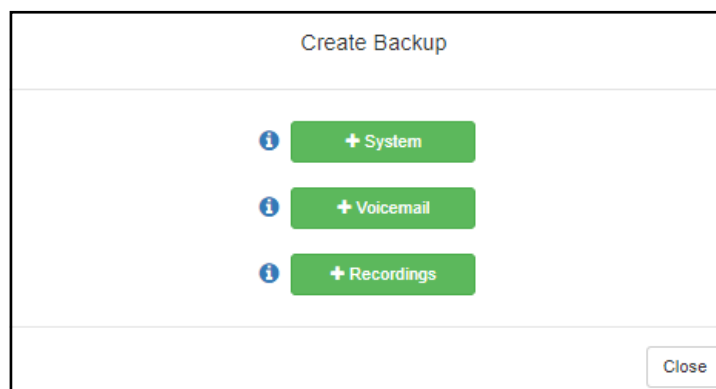 Create Backup
+ System
+ Voicemail
+ Recordings
Close